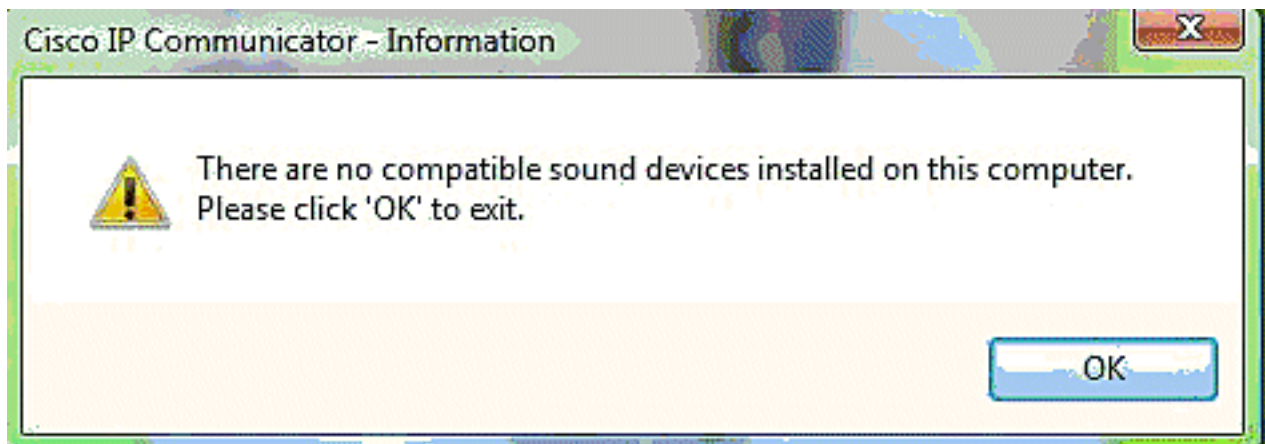 Cisco IP Communicator - Information
X
There are no compatible sound devices installed on this computer.
Please click 'OK' to exit.
OK